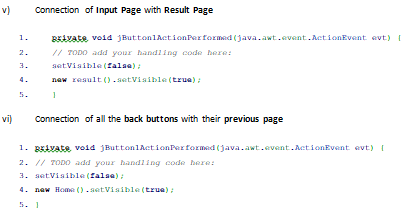 v) Connection of Input Page with Result Page
1. private void jButton1ActionPerformed(java.awt.event.ActionEvent evt) {
2. // TODO add your handling code here:
3. setVisible(false);
4. new result().setVisible(true);
5. }
vi) Connection of all the back buttons with their previous page
1. private void jButton1ActionPerformed(java.awt.event.ActionEvent evt) {
2. // TODO add your handling code here:
3. setVisible(false);
4. new Home().setVisible(true);
5. }